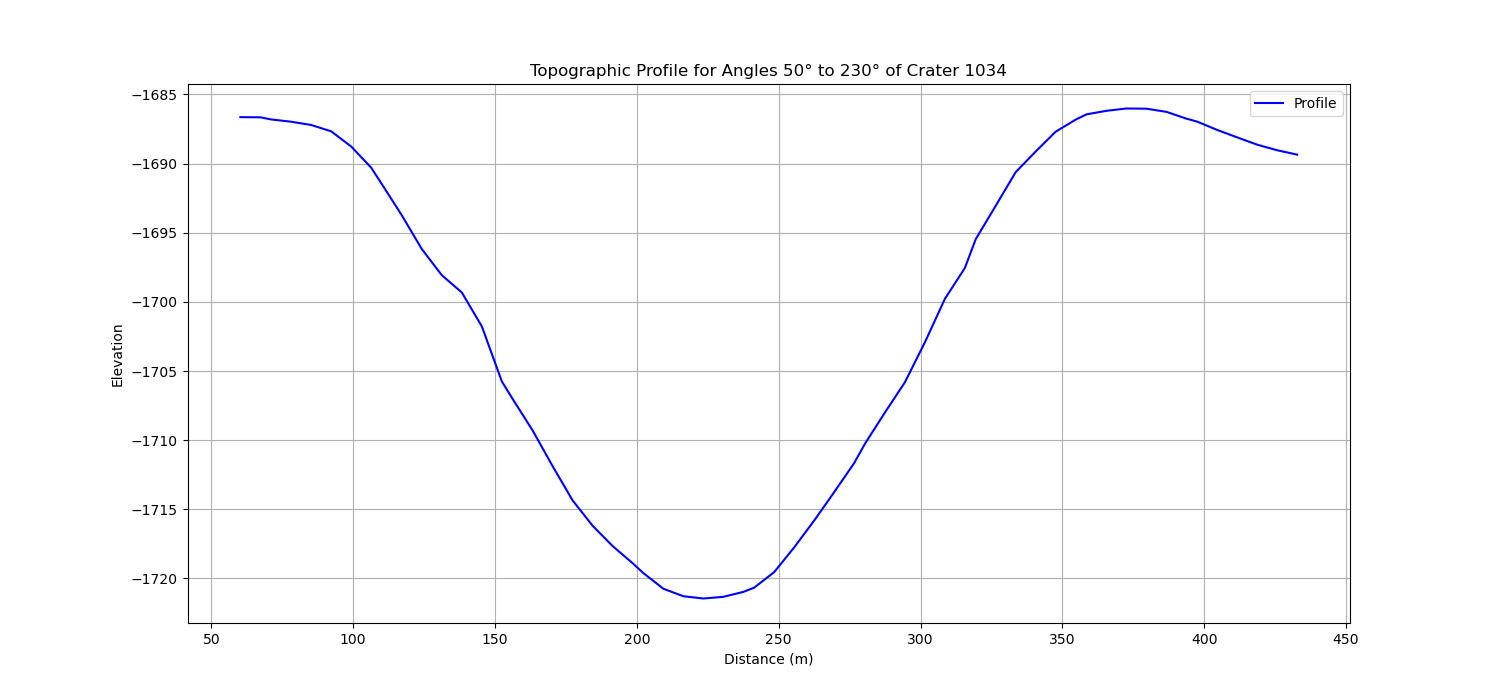 Topographic Profile for Angles 50° to 230° of Crater 1034
Profile
Elevation
−1685
−1690
−1695
−1700
−1705
−1710
−1715
−1720
50 100 150 200 250 300 350 400 450
Distance (m)